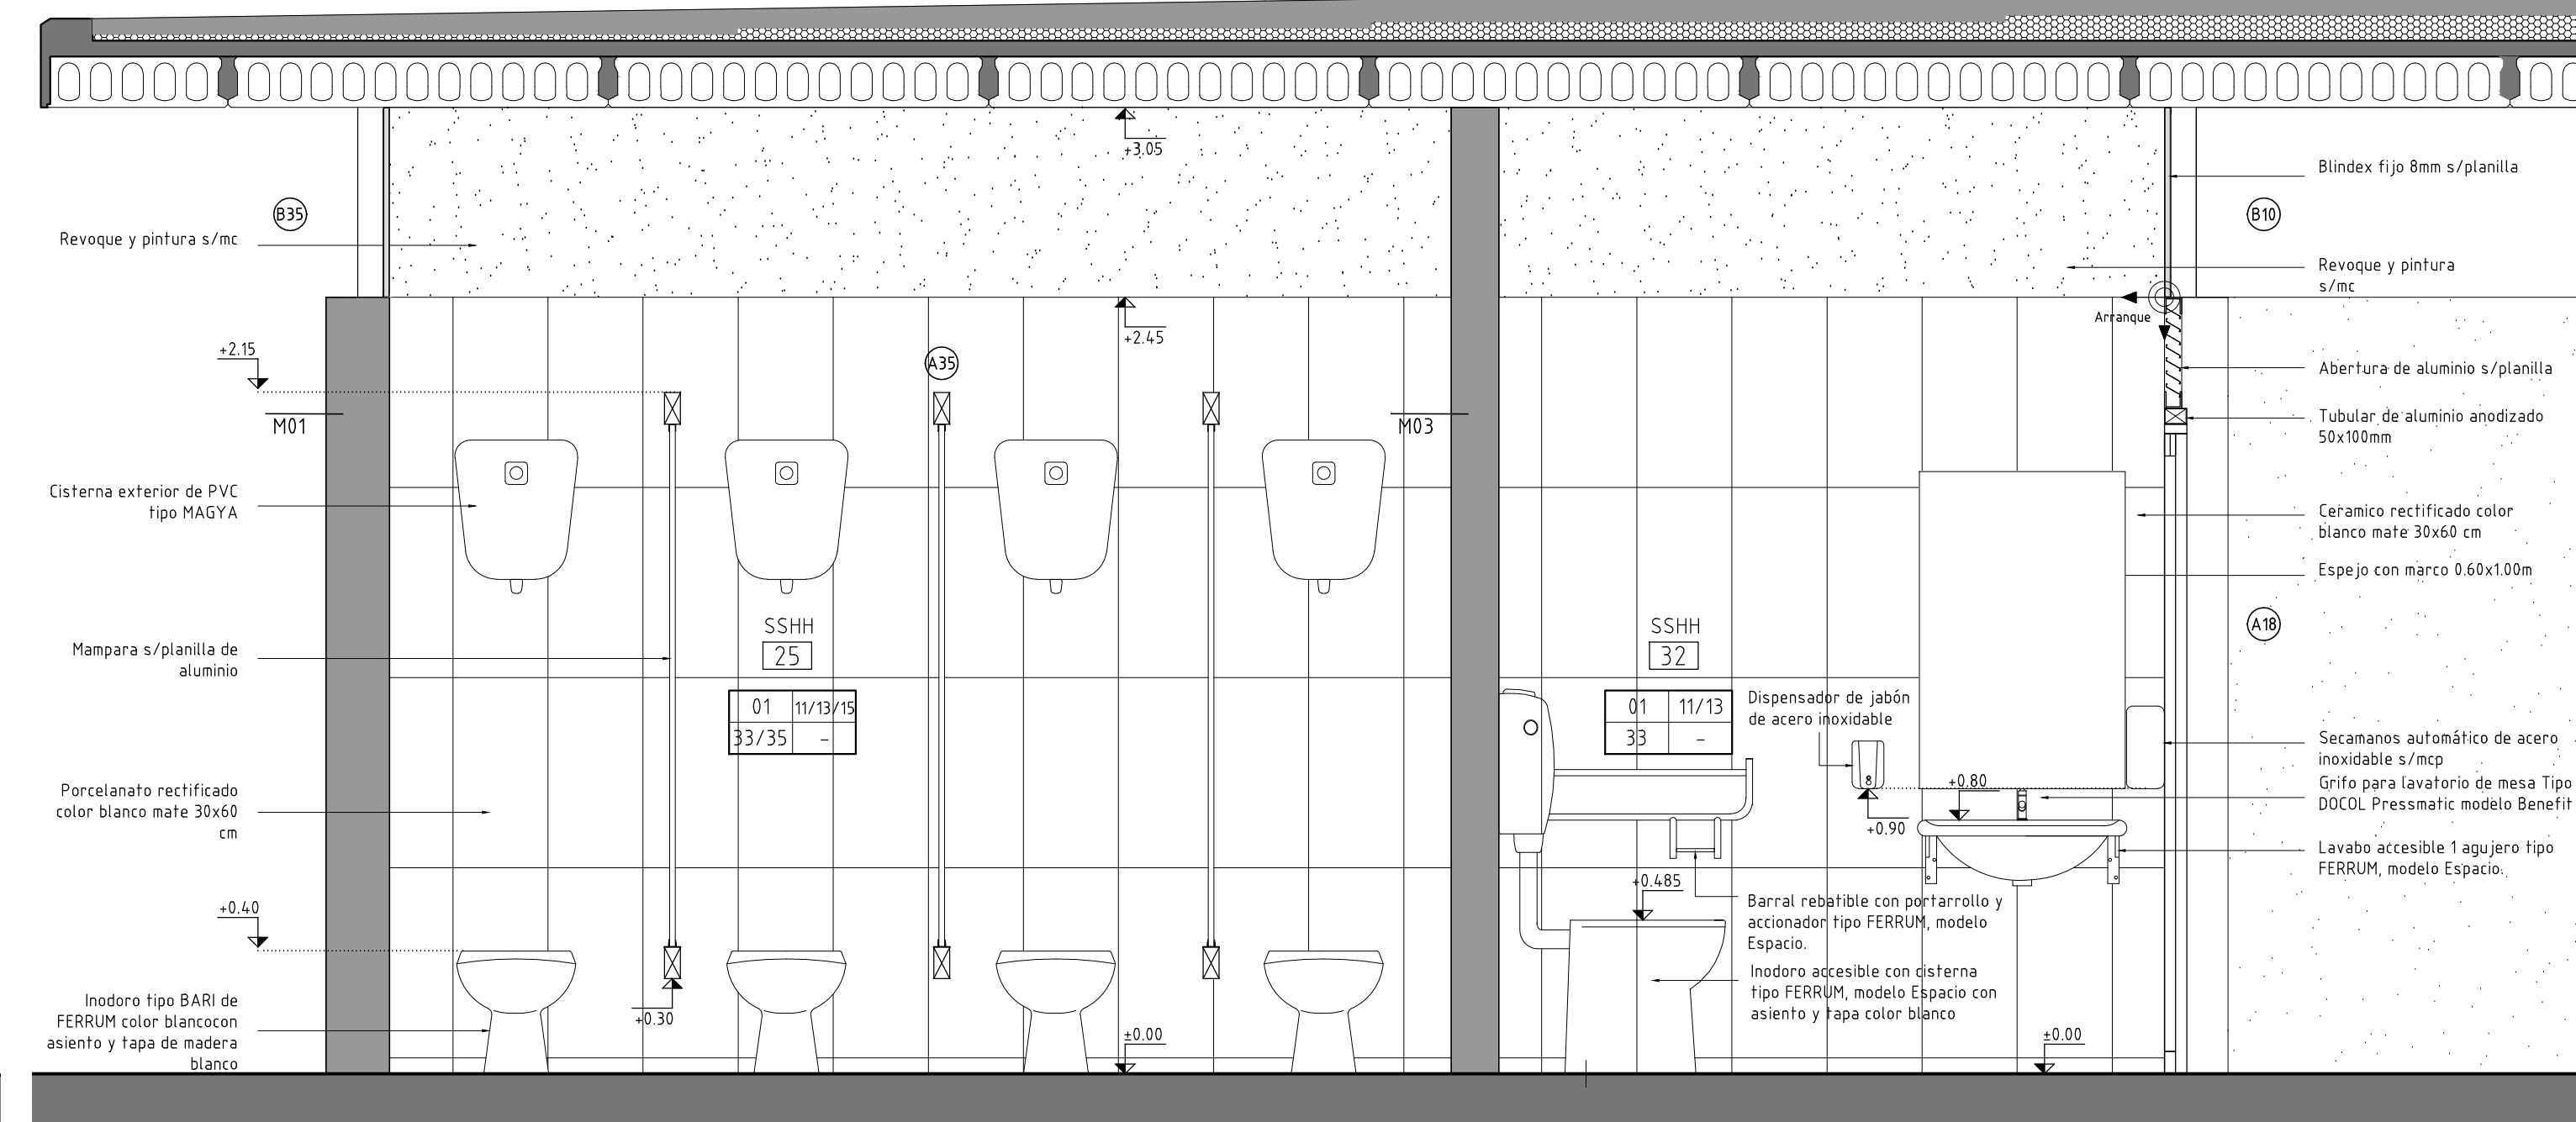 +3.05
Blindex fijo 8mm s/planilla
B35
B10
Revoque y pintura s/mc
Revoque y pintura
s/mc
Arranque
+2.45
+2.15
A35
Abertura de aluminio s/planilla
M01
M03
Tubular de aluminio anodizado
50x100mm
Cisterna exterior de PVC
tipo MAGYA
Ceramico rectificado color
blanco mate 30x60 cm
Espejo con marco 0.60x1.00m
SSHH
25
SSHH
32
A18
Mampara s/planilla de
aluminio
01 11/13/15
33/35 -
01 11/13
33 -
Dispensador de jabón
de acero inoxidable
8
+0.80
+0.90
Secamanos automático de acero
inoxidable s/mcp
Grifo para lavatorio de mesa Tipo
DOCOL Pressmatic modelo Benefit
Porcelanato rectificado
color blanco mate 30x60
cm
Lavabo accesible 1 agujero tipo
FERRUM, modelo Espacio.
+0.485
+0.40
Barral rebatible con portarrollo y
accionador tipo FERRUM, modelo
Espacio.
Inodoro accesible con cisterna
tipo FERRUM, modelo Espacio con
asiento y tapa color blanco
Inodoro tipo BARI de
FERRUM color blancocon
asiento y tapa de madera
blanco
+0.30
±0.00
±0.00